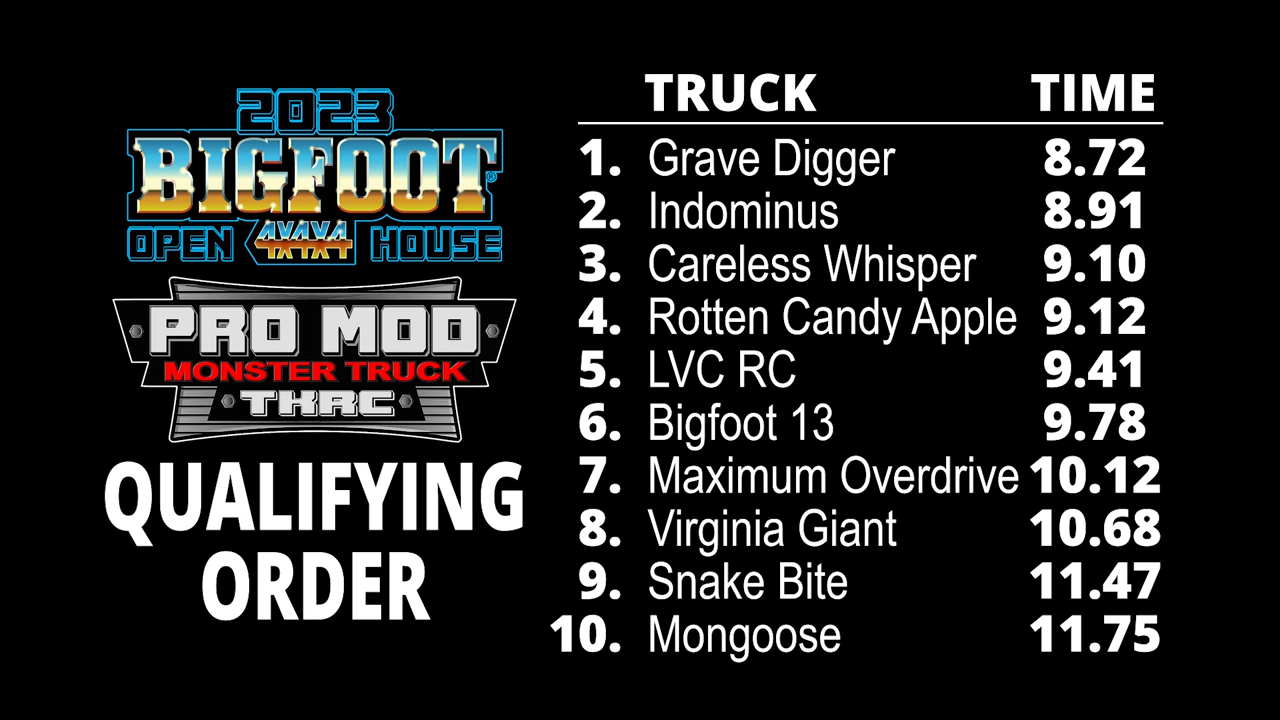 2023
BIGFOOT®
OPEN 4X4X4 HOUSE
PRO MOD
MONSTER TRUCK
TKRC
QUALIFYING
ORDER
TRUCK TIME
1. Grave Digger 8.72
2. Indominus 8.91
3. Careless Whisper 9.10
4. Rotten Candy Apple 9.12
5. LVC RC 9.41
6. Bigfoot 13 9.78
7. Maximum Overdrive 10.12
8. Virginia Giant 10.68
9. Snake Bite 11.47
10. Mongoose 11.75